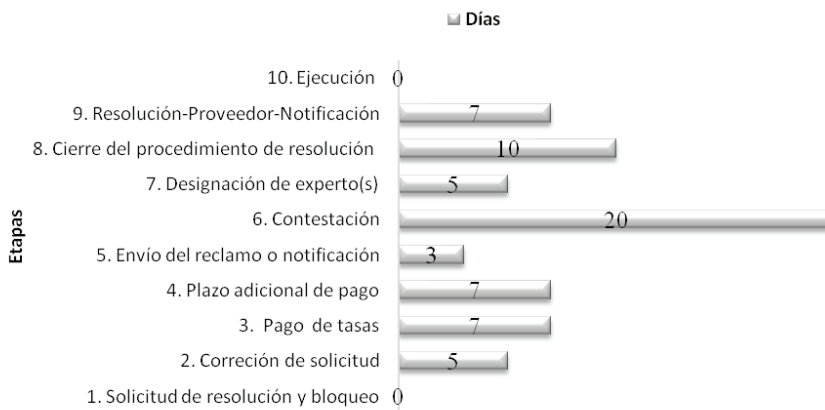 Días
10. Ejecución 0
9. Resolución-Proveedor-Notificación 7
8. Cierre del procedimiento de resolución 10
7. Designación de experto(s) 5
6. Contestación 20
5. Envío del reclamo o notificación 3
4. Plazo adicional de pago 7
3. Pago de tasas 7
2. Correción de solicitud 5
1. Solicitud de resolución y bloqueo 0
Etapas